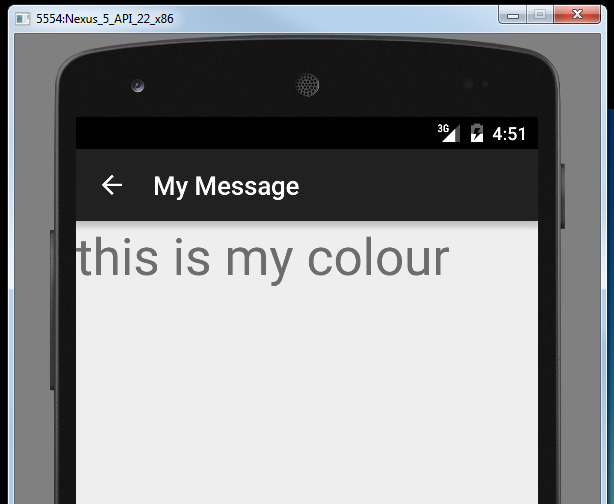 5554:Nexus_5_API_22_x86
3G 4:51
My Message
this is my colour